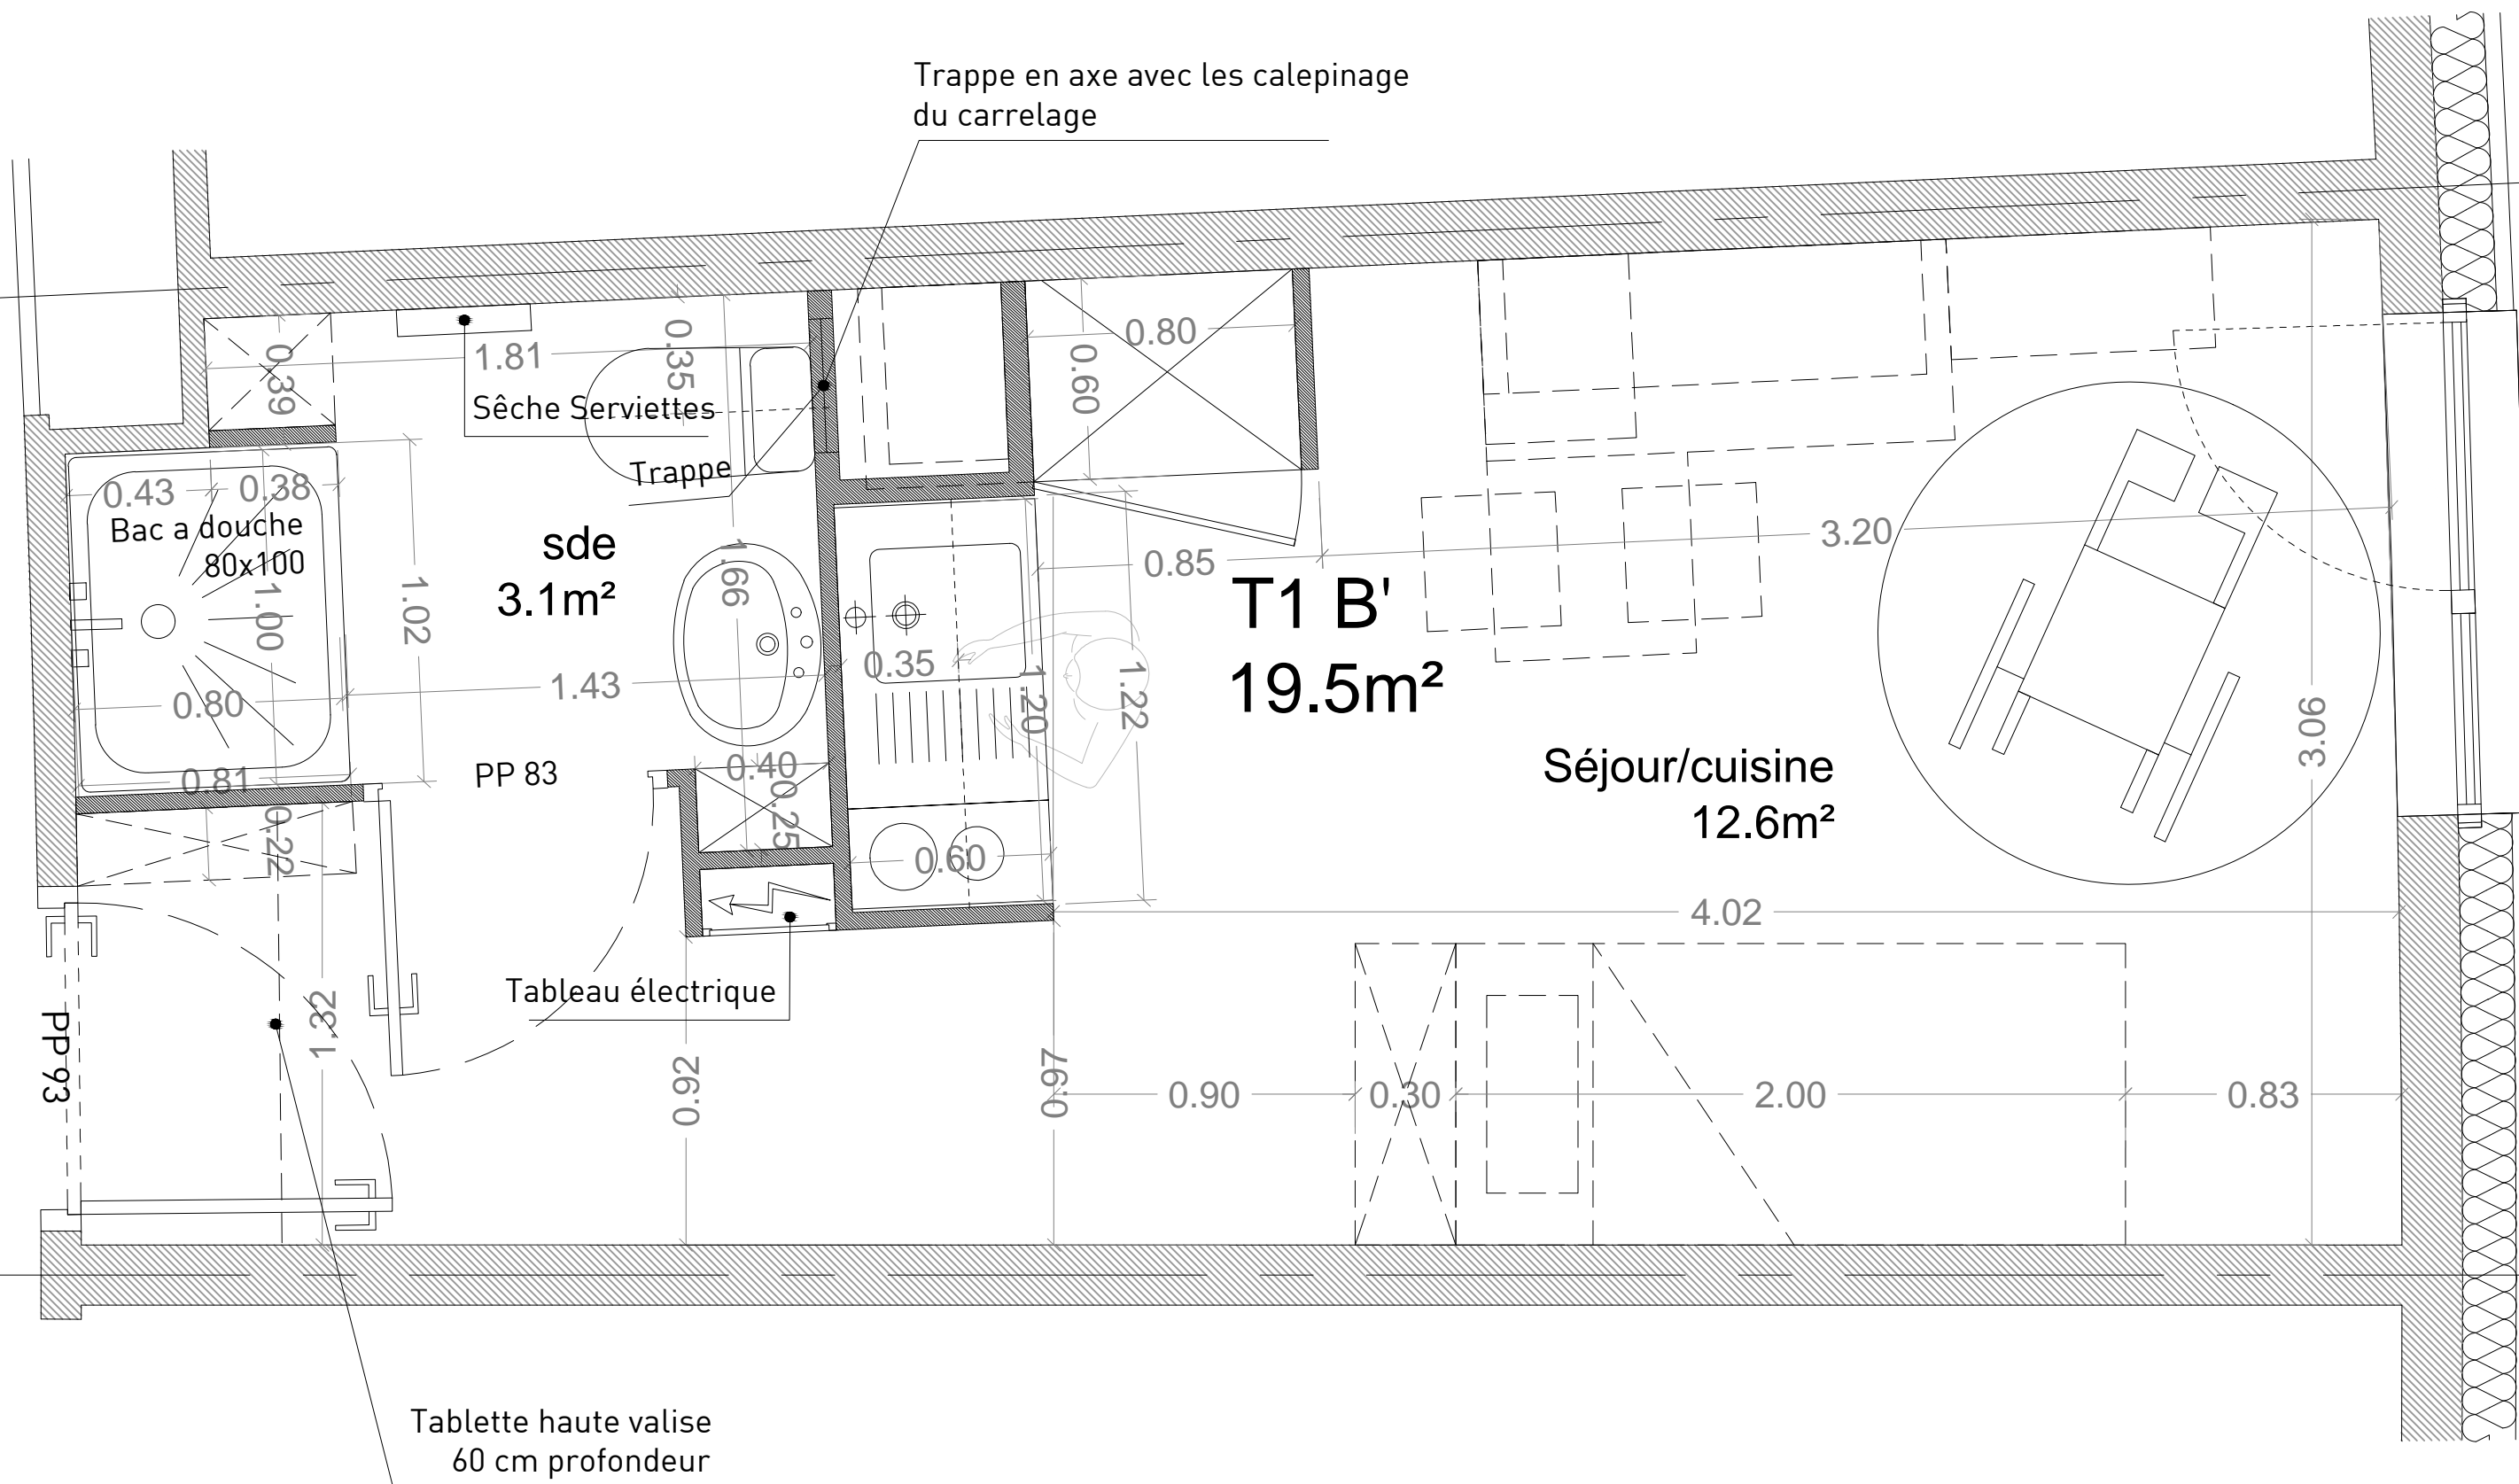 Trappe en axe avec les calepinage
du carrelage
0.39
1.81
0.35
Sêche Serviettes
0.80
0.60
Trappe
0.43
0.38
Bac a douche
80x100
1.00
1.02
sde
3.1m²
1.66
0.85
3.20
T1 B'
19.5m²
0.35
1.20
1.22
1.43
0.80
3.06
PP 83
0.81
0.40
0.25
0.22
0.60
Séjour/cuisine
12.6m²
4.02
Tableau électrique
PP 93
1.32
0.92
0.97
0.90
0.30
2.00
0.83
Tablette haute valise
60 cm profondeur